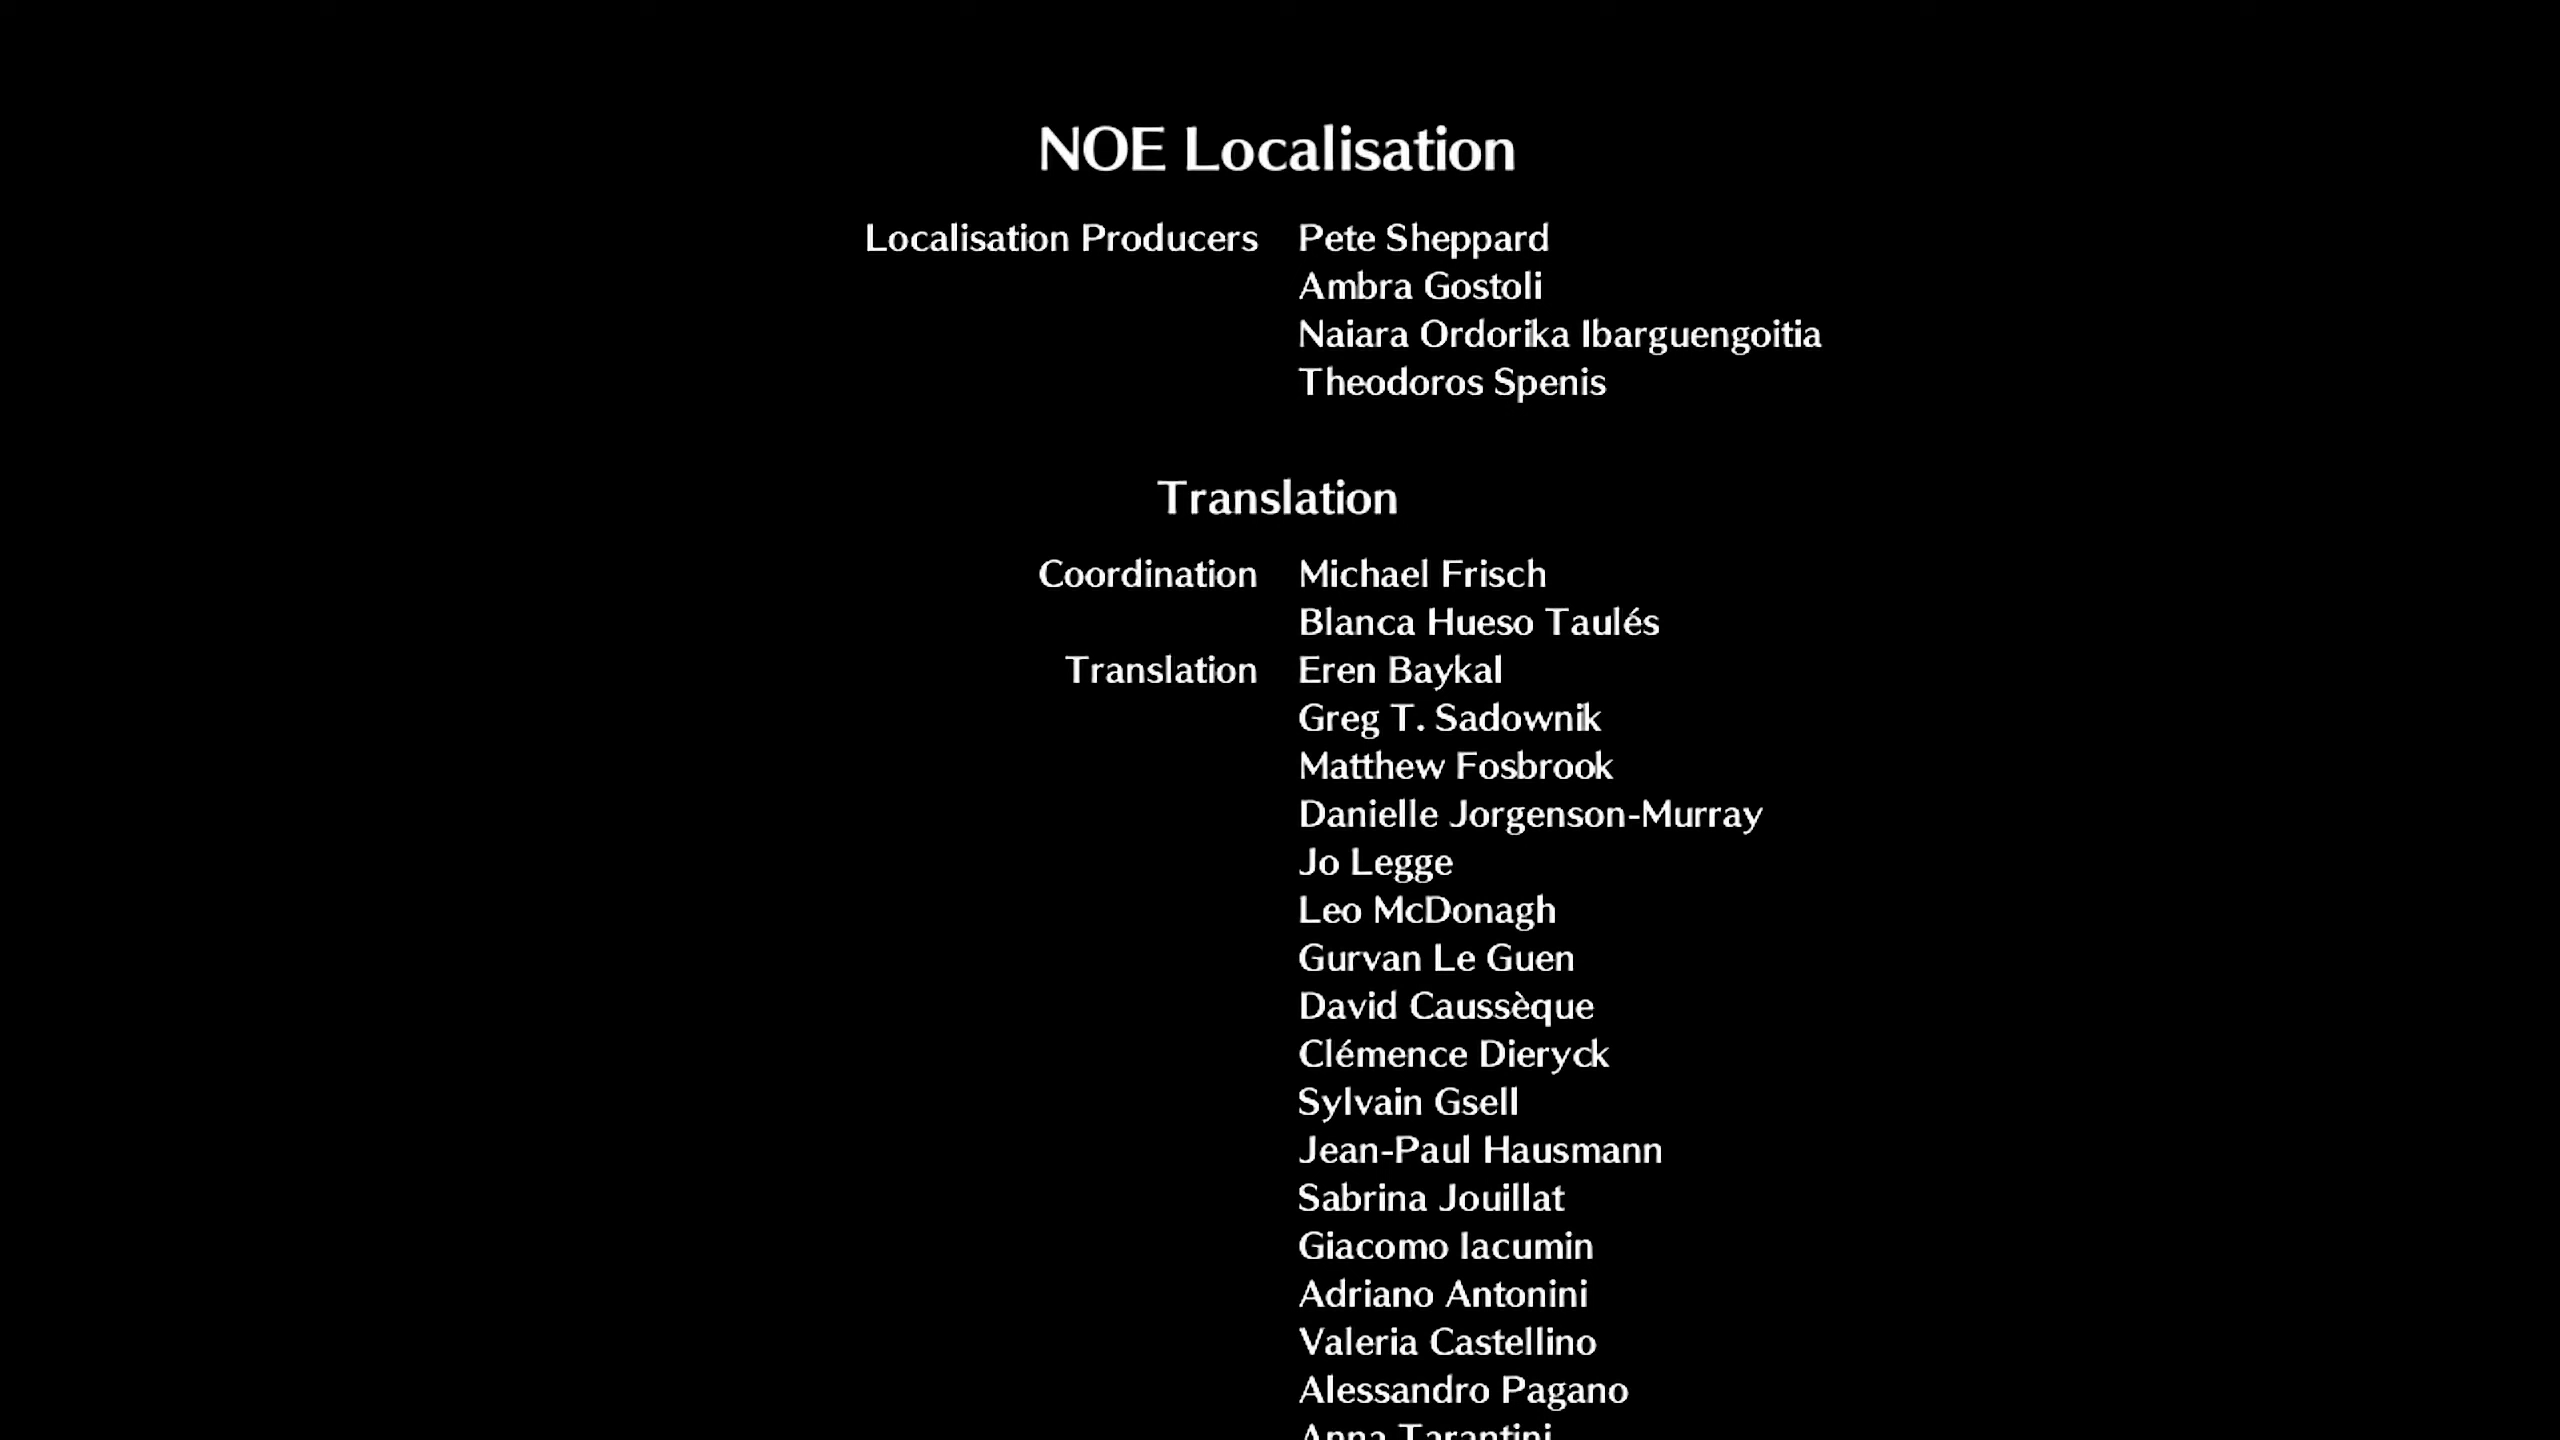 NOE Localisation
Localisation Producers Pete Sheppard
Ambra Gostoli
Naiara Ordorika Ibarguengoitia
Theodoros Spenis
Translation
Coordination Michael Frisch
Blanca Hueso Taulés
Translation Eren Baykal
Greg T. Sadownik
Matthew Fosbrook
Danielle Jorgenson-Murray
Jo Legge
Leo McDonagh
Gurvan Le Guen
David Caussèque
Clémence Dieryck
Sylvain Gsell
Jean-Paul Hausmann
Sabrina Jouillat
Giacomo Iacumin
Adriano Antonini
Valeria Castellino
Alessandro Pagano
Anna Tarantini